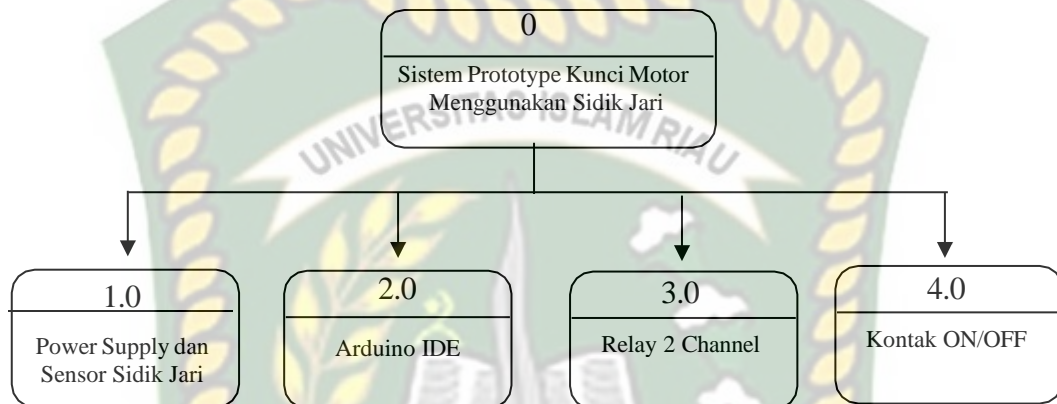 0
Sistem Prototype Kunci Motor
Menggunakan Sidik Jari
UNIVERSITAS ISLAM RIAU
1.0
Power Supply dan
Sensor Sidik Jari
2.0
Arduino IDE
3.0
Relay 2 Channel
4.0
Kontak ON/OFF